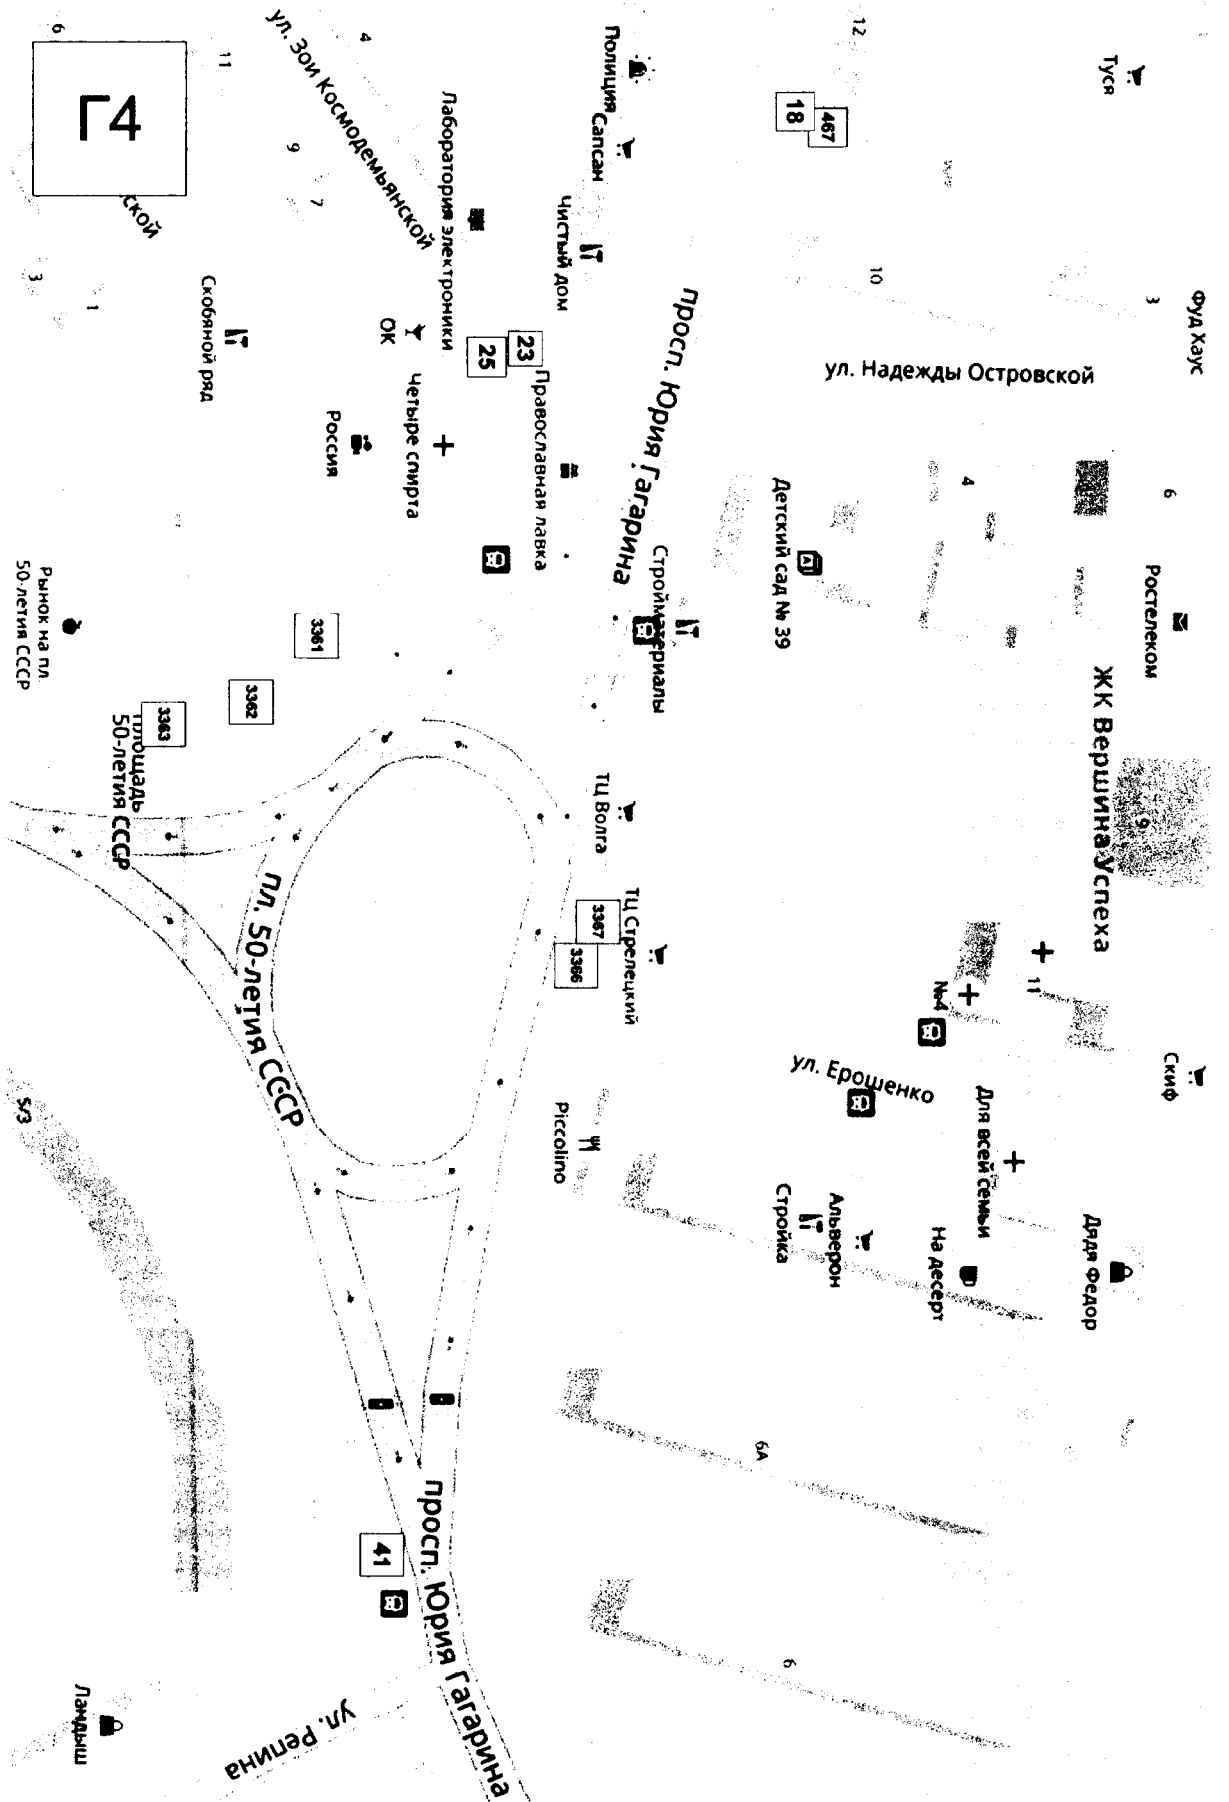 Г4
ской
6
11
ул. Зои Космодемьянской
4
9
7
3
1
Полиция
Сапсан
12
Туся
18
467
Лаборатория электроники
Чистый дом
10
3
Фуд Хаус
Скобяной ряд
ОК
25
23
просп. Юрия Гагарина
ул. Надежды Островской
Россия
Четыре спирта
Православная лавка
Детский сад № 39
4
6
Рынок на пл.
50-летия СССР
3361
Стройматериалы
Ростелеком
3362
3363
площадь
50-летия СССР
ТЦ Волга
ЖК Вершина Успеха
9
пл. 50-летия СССР
3367
3366
ТЦ Стрелецкий
№4
11
5/3
Piccolino
ул. Ерошенко
Для всей семьи
Скиф
Стройка
Альверон
На десерт
Дядя Федор
6А
41
просп. Юрия Гагарина
6
Ландыш
ул. Репина